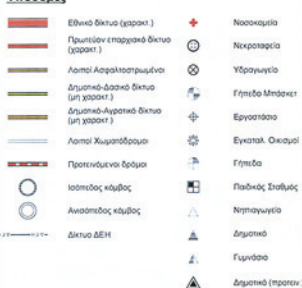 Εθνικό δίκτυο (χαρακτ.)
Πρωτεύον επαρχιακό δίκτυο
(χαρακτ.)
Λοιποί Ασφαλτοστρωμένοι
Δημοτικό-Δασικό δίκτυο
(μη χαρακτ.)
Δημοτικό-Αγροτικό δίκτυο
(μη χαρακτ.)
Λοιποί Χωματόδρομοι
Προτεινόμενοι δρόμοι
Ισόπεδος κόμβος
Ανισόπεδος κόμβος
Δίκτυο ΔΕΗ
Νοσοκομεία
Νεκροταφεία
Υδραγωγείο
Γήπεδο Μπάσκετ
Εργοστάσιο
Εγκαταλ. Οικισμοί
Γήπεδα
Παιδικός Σταθμός
Νηπιαγωγείο
Δημοτικό
Γυμνάσιο
Δημοτικό (προτειν.